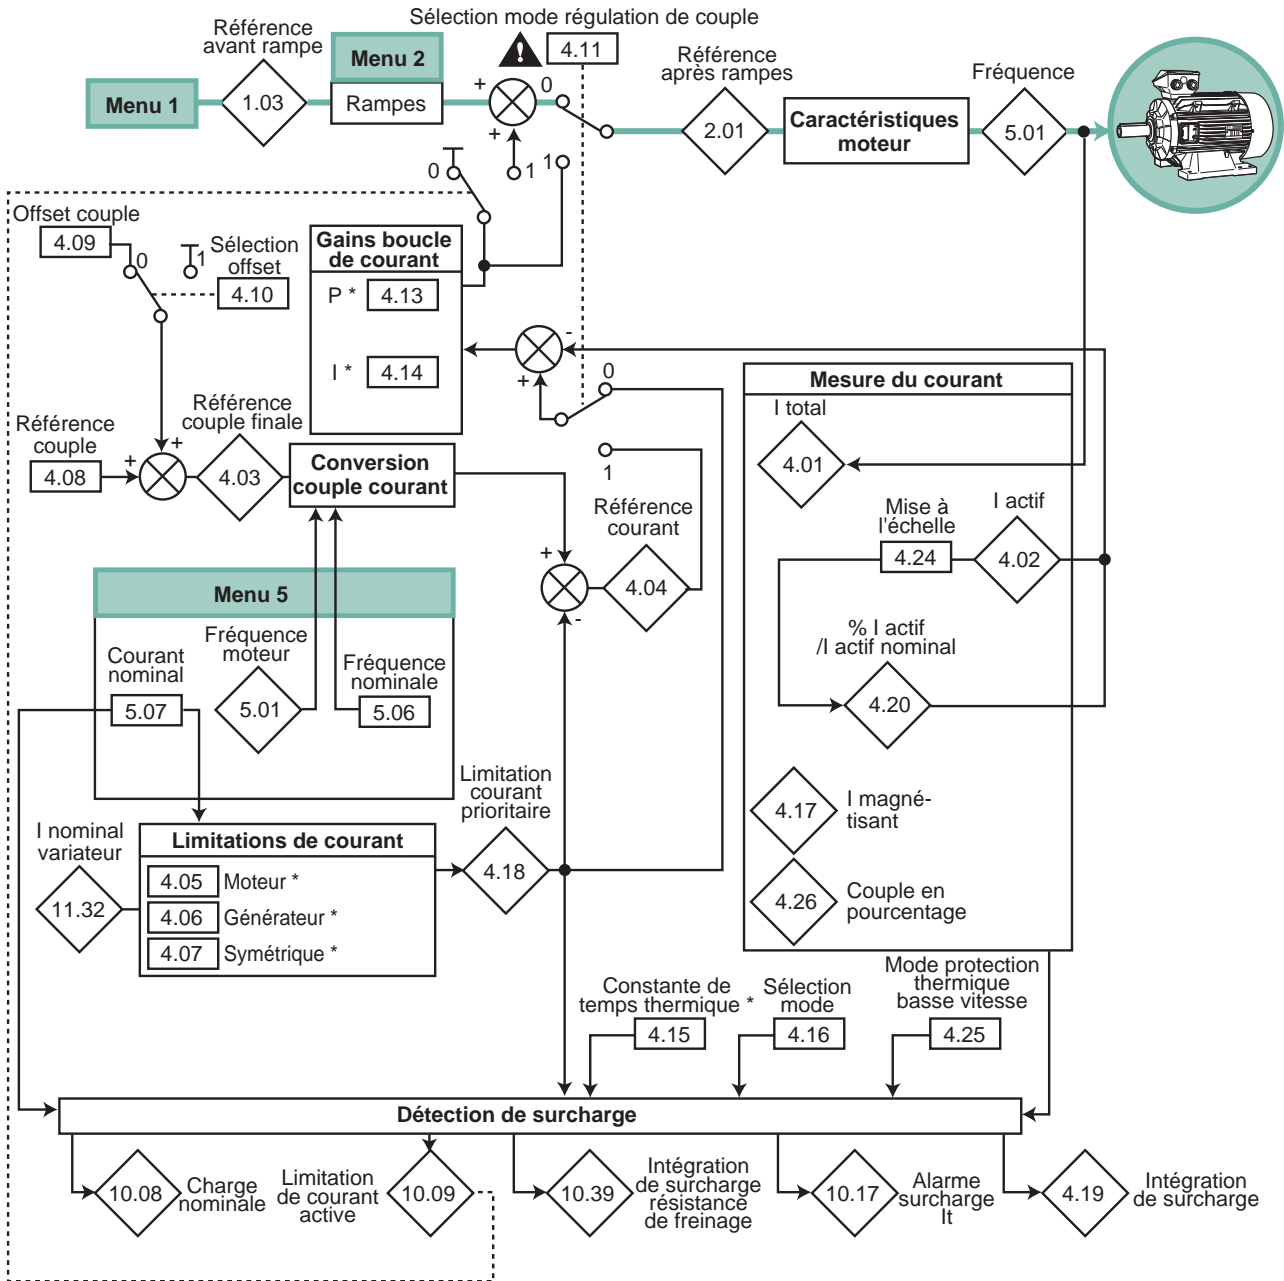 Sélection mode régulation de couple
4.11
Référence
avant rampe
1.03
Menu 1
Menu 2
Rampes
+
+
0
1
1
0
Référence
après rampes
2.01
Caractéristiques
moteur
Fréquence
5.01
Offset couple
4.09
0
1
Sélection
offset
4.10
Gains boucle
de courant
P *
4.13
I *
4.14
-
+
0
1
Référence
couple
4.08
+
+
Référence
couple finale
4.03
Conversion
couple courant
Référence
courant
4.04
+
-
Mesure du courant
I total
4.01
Mise à
l'échelle
4.24
I actif
4.02
% I actif
/I actif nominal
4.20
I magné-
tisant
4.17
Couple en
pourcentage
4.26
Menu 5
Courant
nominal
5.07
Fréquence
moteur
5.01
Fréquence
nominale
5.06
I nominal
variateur
11.32
Limitations de courant
4.05 Moteur *
4.06 Générateur *
4.07 Symétrique *
Limitation
courant
prioritaire
4.18
Constante de
temps thermique *
4.15
Sélection
mode
4.16
Mode protection
thermique
basse vitesse
4.25
Détection de surcharge
10.08
Charge
nominale
Limitation
de courant
active
10.09
10.39
Intégration
de surcharge
résistance
de freinage
10.17
Alarme
surcharge
It
4.19
Intégration
de surcharge